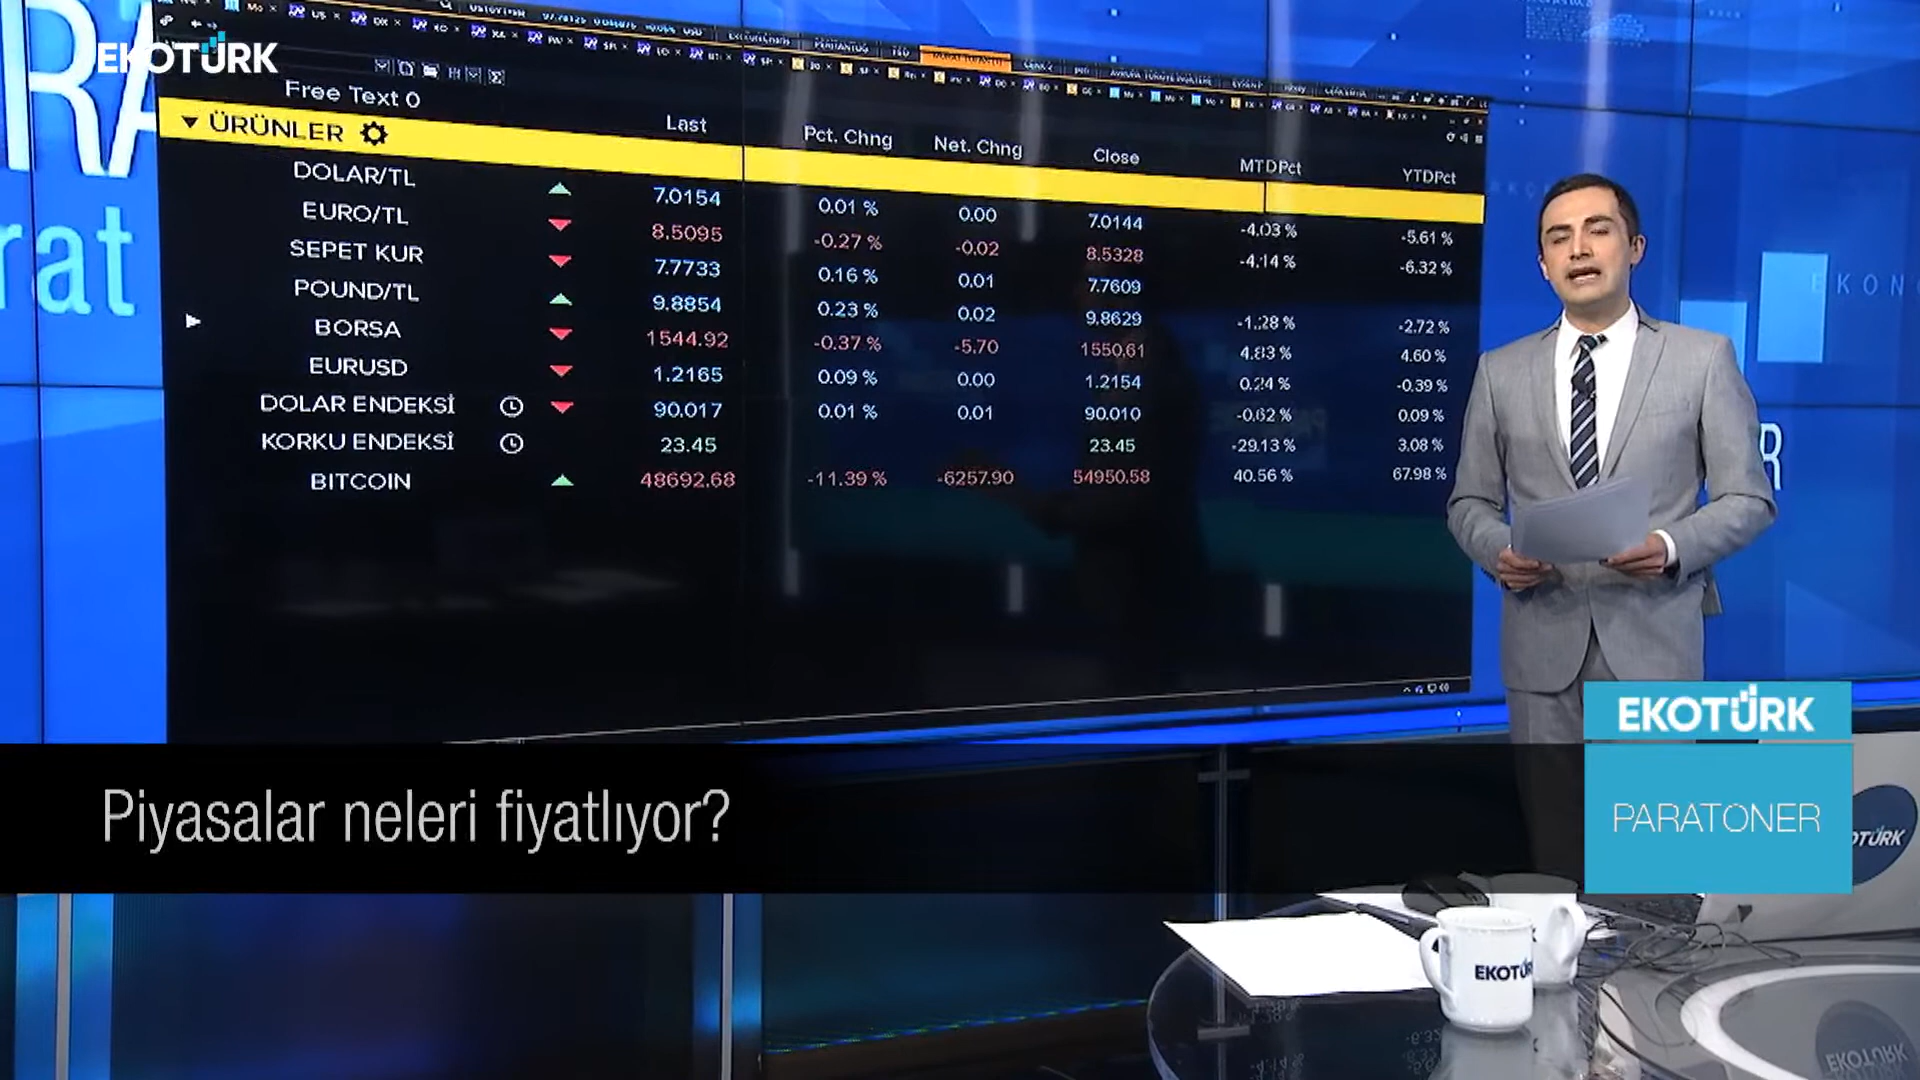 EKOTÜRK
Free Text 0
Last Pct. Chng Net. Chng Close MTDPct YTDPct
ÜRÜNLER
DOLAR/TL 7.0154 0.01 % 0.00 7.0144 -4.03 % -5.61 %
EURO/TL 8.5095 -0.27 % -0.02 8.5328 -4.14 % -6.32 %
SEPET KUR 7.7733 0.16 % 0.01 7.7609
POUND/TL 9.8854 0.23 % 0.02 9.8629 -1.28 % -2.72 %
BORSA 1544.92 -0.37 % -5.70 1550.61 4.83 % 4.60 %
EURUSD 1.2165 0.09 % 0.00 1.2154 0.24 % -0.39 %
DOLAR ENDEKSİ 90.017 0.01 % 0.01 90.010 -0.62 % 0.09 %
KORKU ENDEKSİ 23.45 23.45 -29.13 % 3.08 %
BITCOIN 48692.68 -11.39 % -6257.90 54950.58 40.56 % 67.98 %
rat
EKOTÜRK
Piyasalar neleri fiyatlıyor?
PARATONER